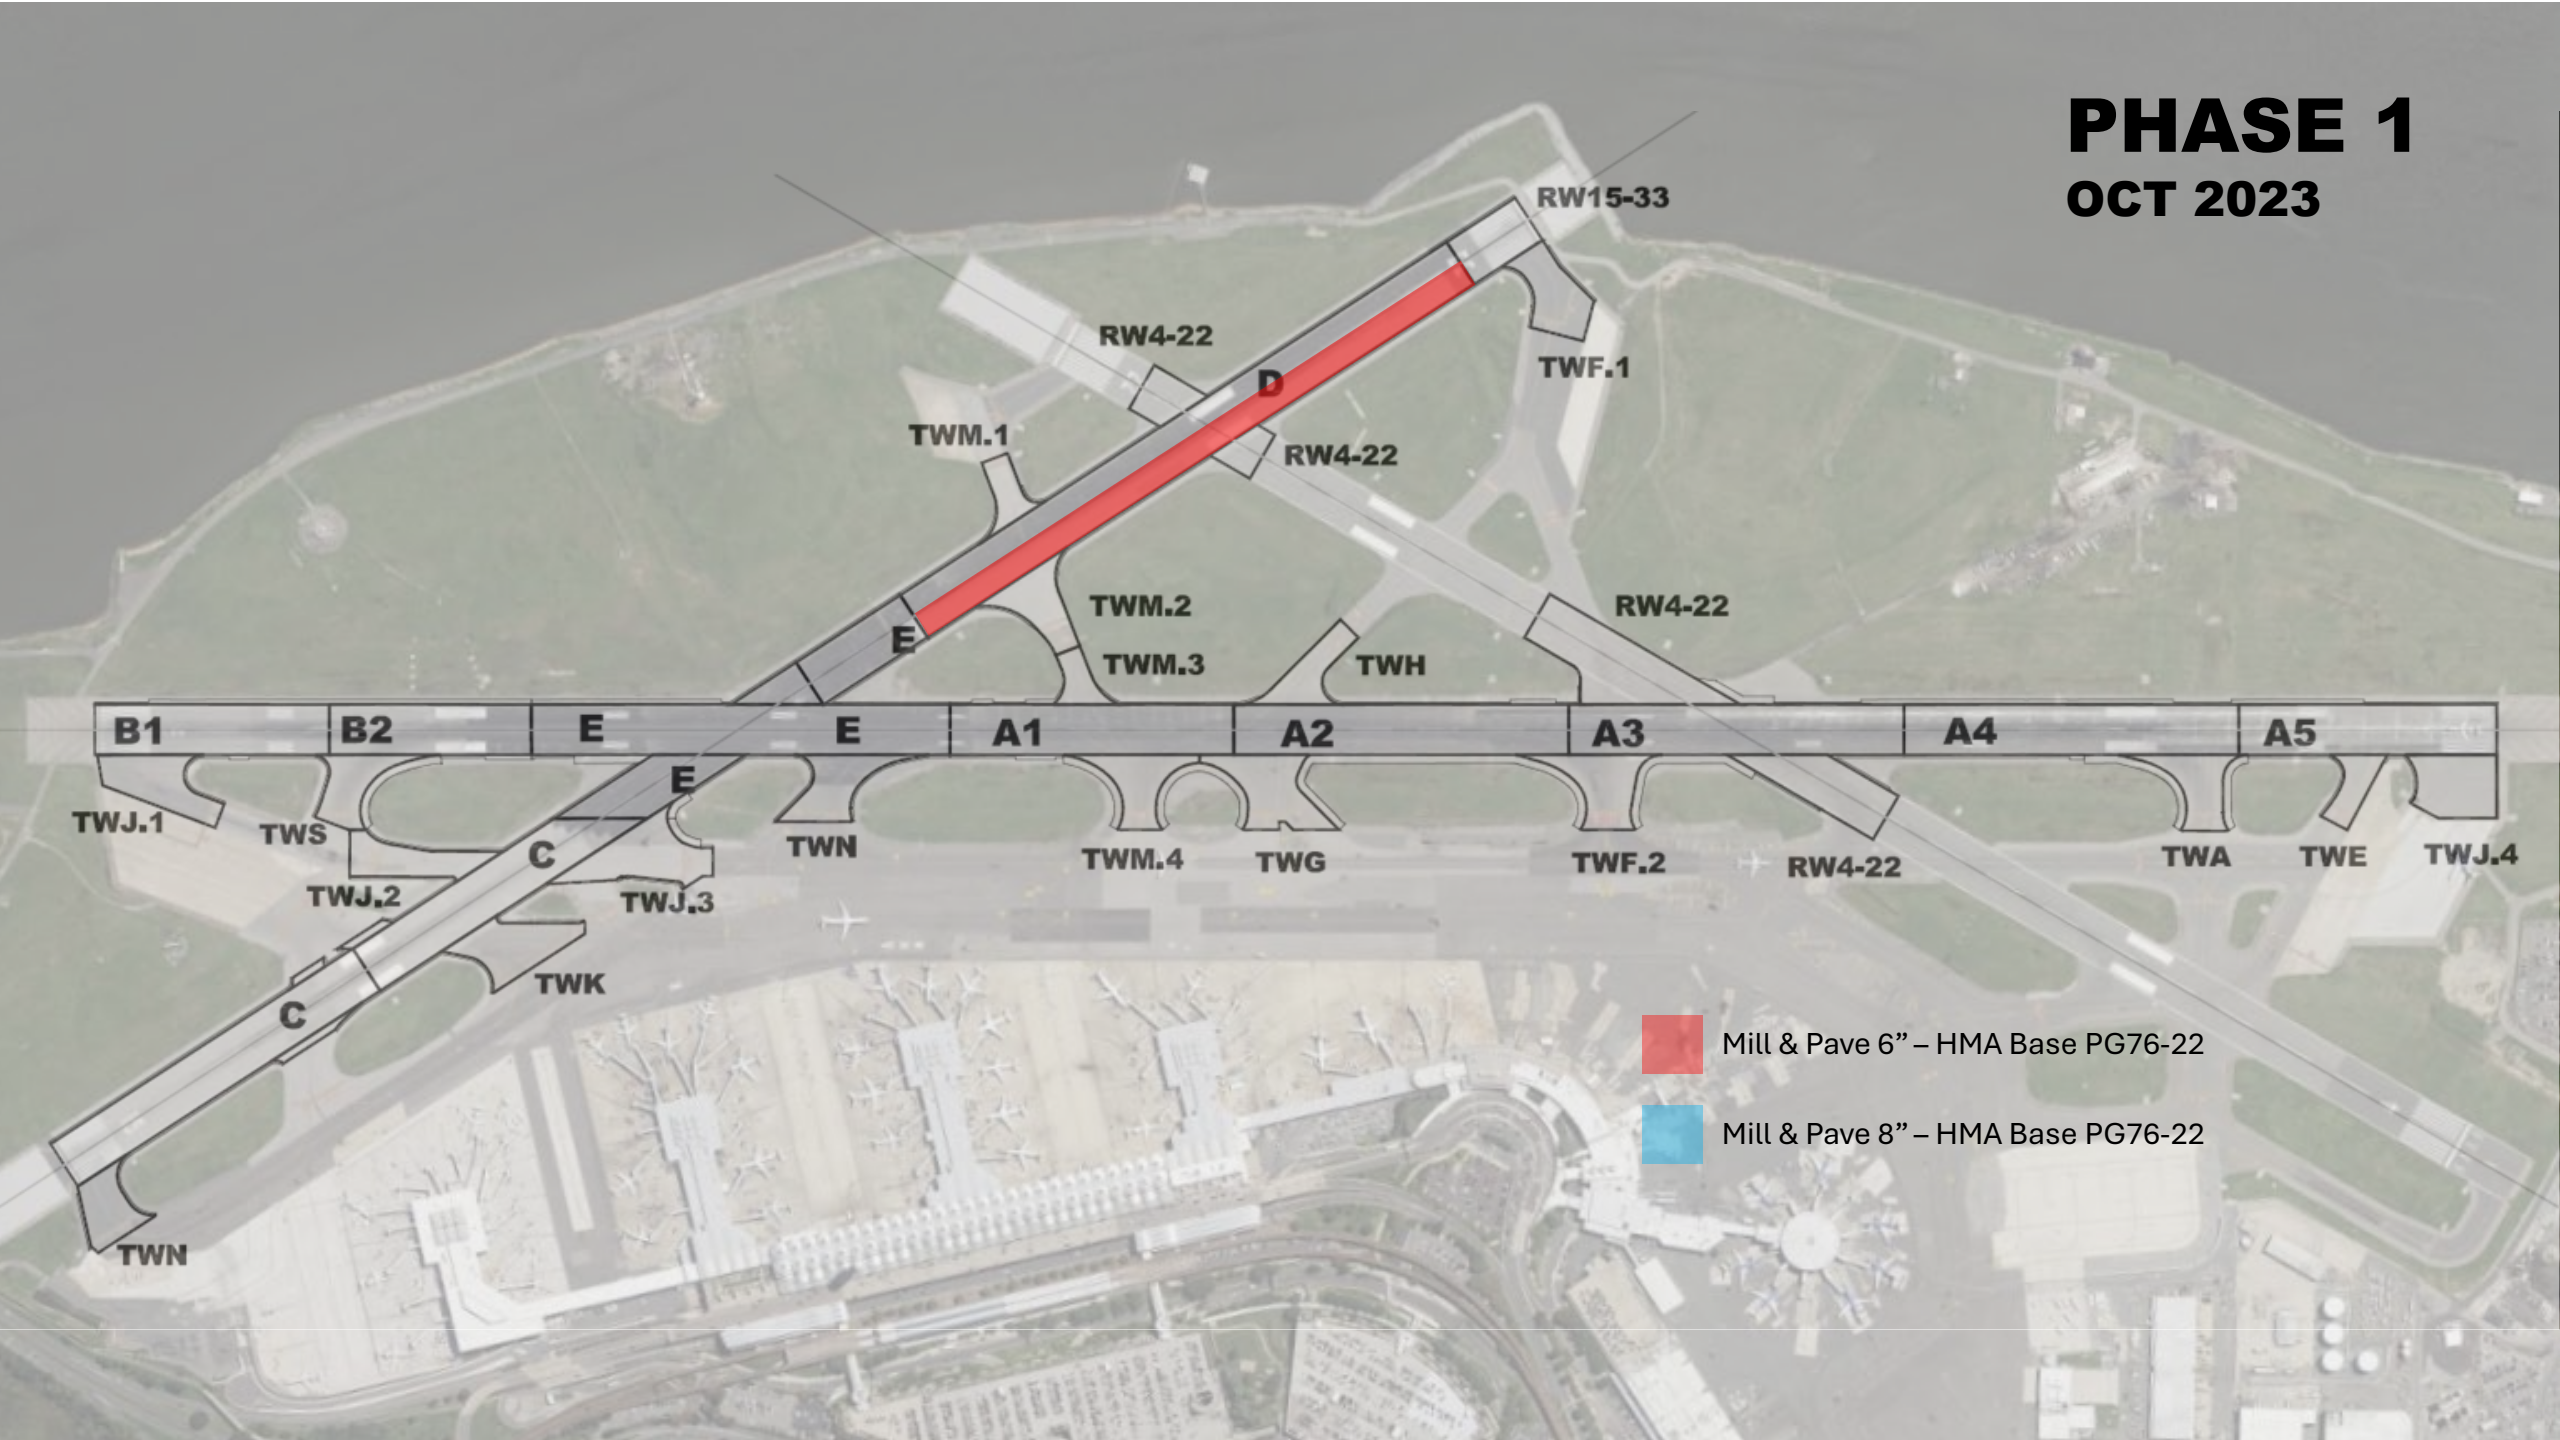 PHASE 1
OCT 2023
RW15-33
RW4-22
TWF.1
D
TWM.1
RW4-22
TWM.2
RW4-22
E
TWM.3
TWH
B1
B2
E
E
A1
A2
A3
A4
A5
E
TWJ.1
TWS
TWN
TWM.4
TWG
TWF.2
RW4-22
TWA
TWE
TWJ.4
C
TWJ.2
TWJ.3
TWK
C
Mill & Pave 6” – HMA Base PG76-22
Mill & Pave 8” – HMA Base PG76-22
TWN